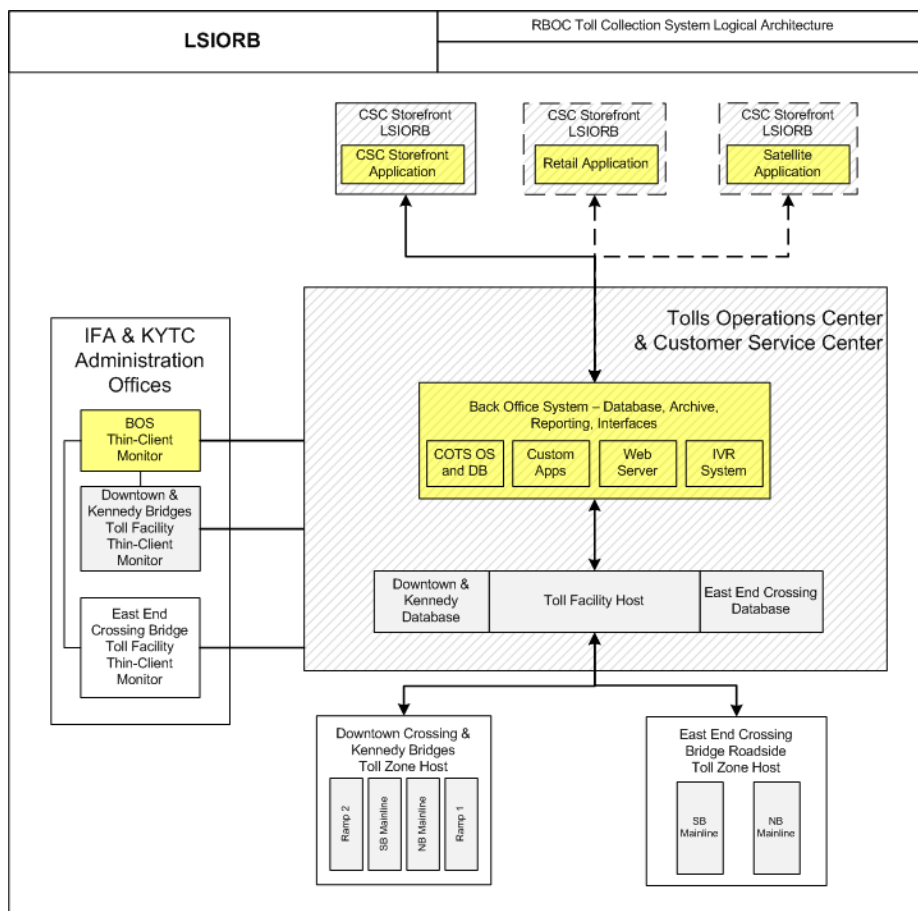 LSIORB
RBOC Toll Collection System Logical Architecture
CSC Storefront
LSIORB
CSC Storefront
Application
CSC Storefront
LSIORB
Retail Application
CSC Storefront
LSIORB
Satellite
Application
Tolls Operations Center
& Customer Service Center
IFA & KYTC
Administration
Offices
BOS
Thin-Client
Monitor
Downtown &
Kennedy Bridges
Toll Facility
Thin-Client
Monitor
East End
Crossing Bridge
Toll Facility
Thin-Client
Monitor
Back Office System – Database, Archive,
Reporting, Interfaces
COTS OS
and DB
Custom
Apps
Web
Server
IVR
System
Downtown &
Kennedy
Database
Toll Facility Host
East End Crossing
Database
Downtown Crossing &
Kennedy Bridges
Toll Zone Host
Ramp 2
SB Mainline
NB Mainline
Ramp 1
East End Crossing
Bridge Roadside
Toll Zone Host
SB
Mainline
NB
Mainline